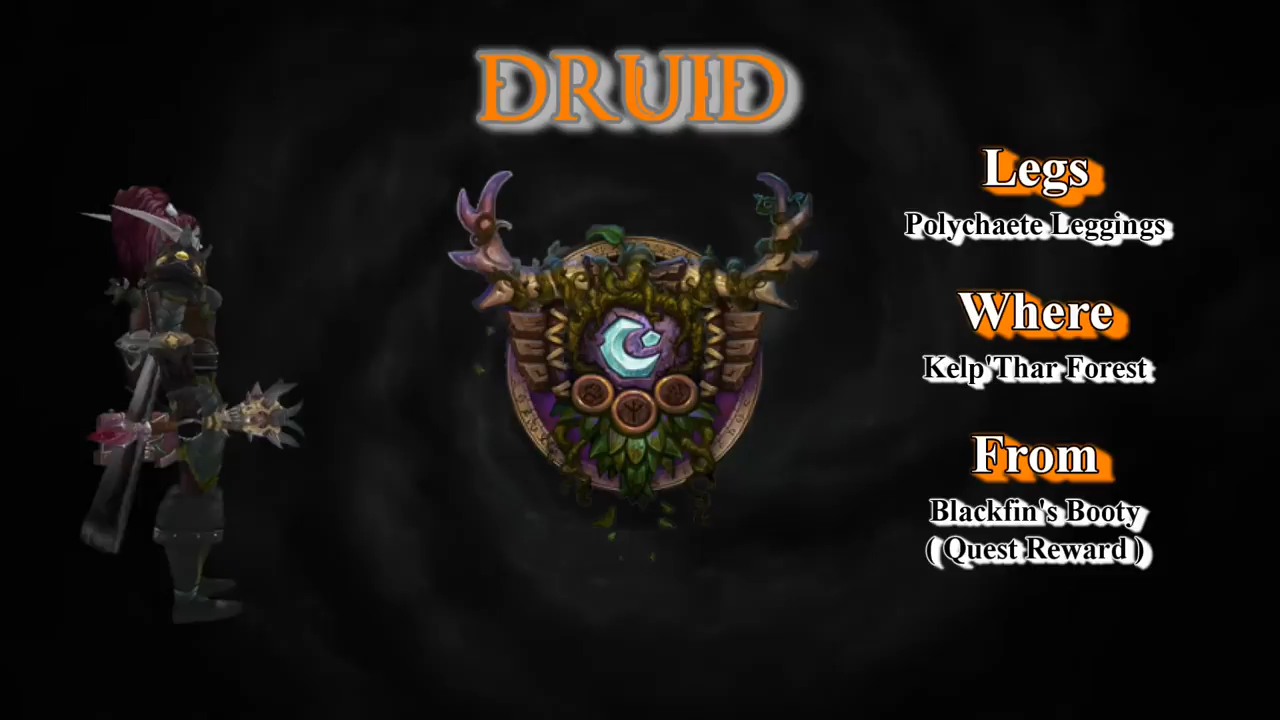 DRUID
Legs
Polychaete Leggings
Where
Kelp'Thar Forest
From
Blackfin's Booty
( Quest Reward )